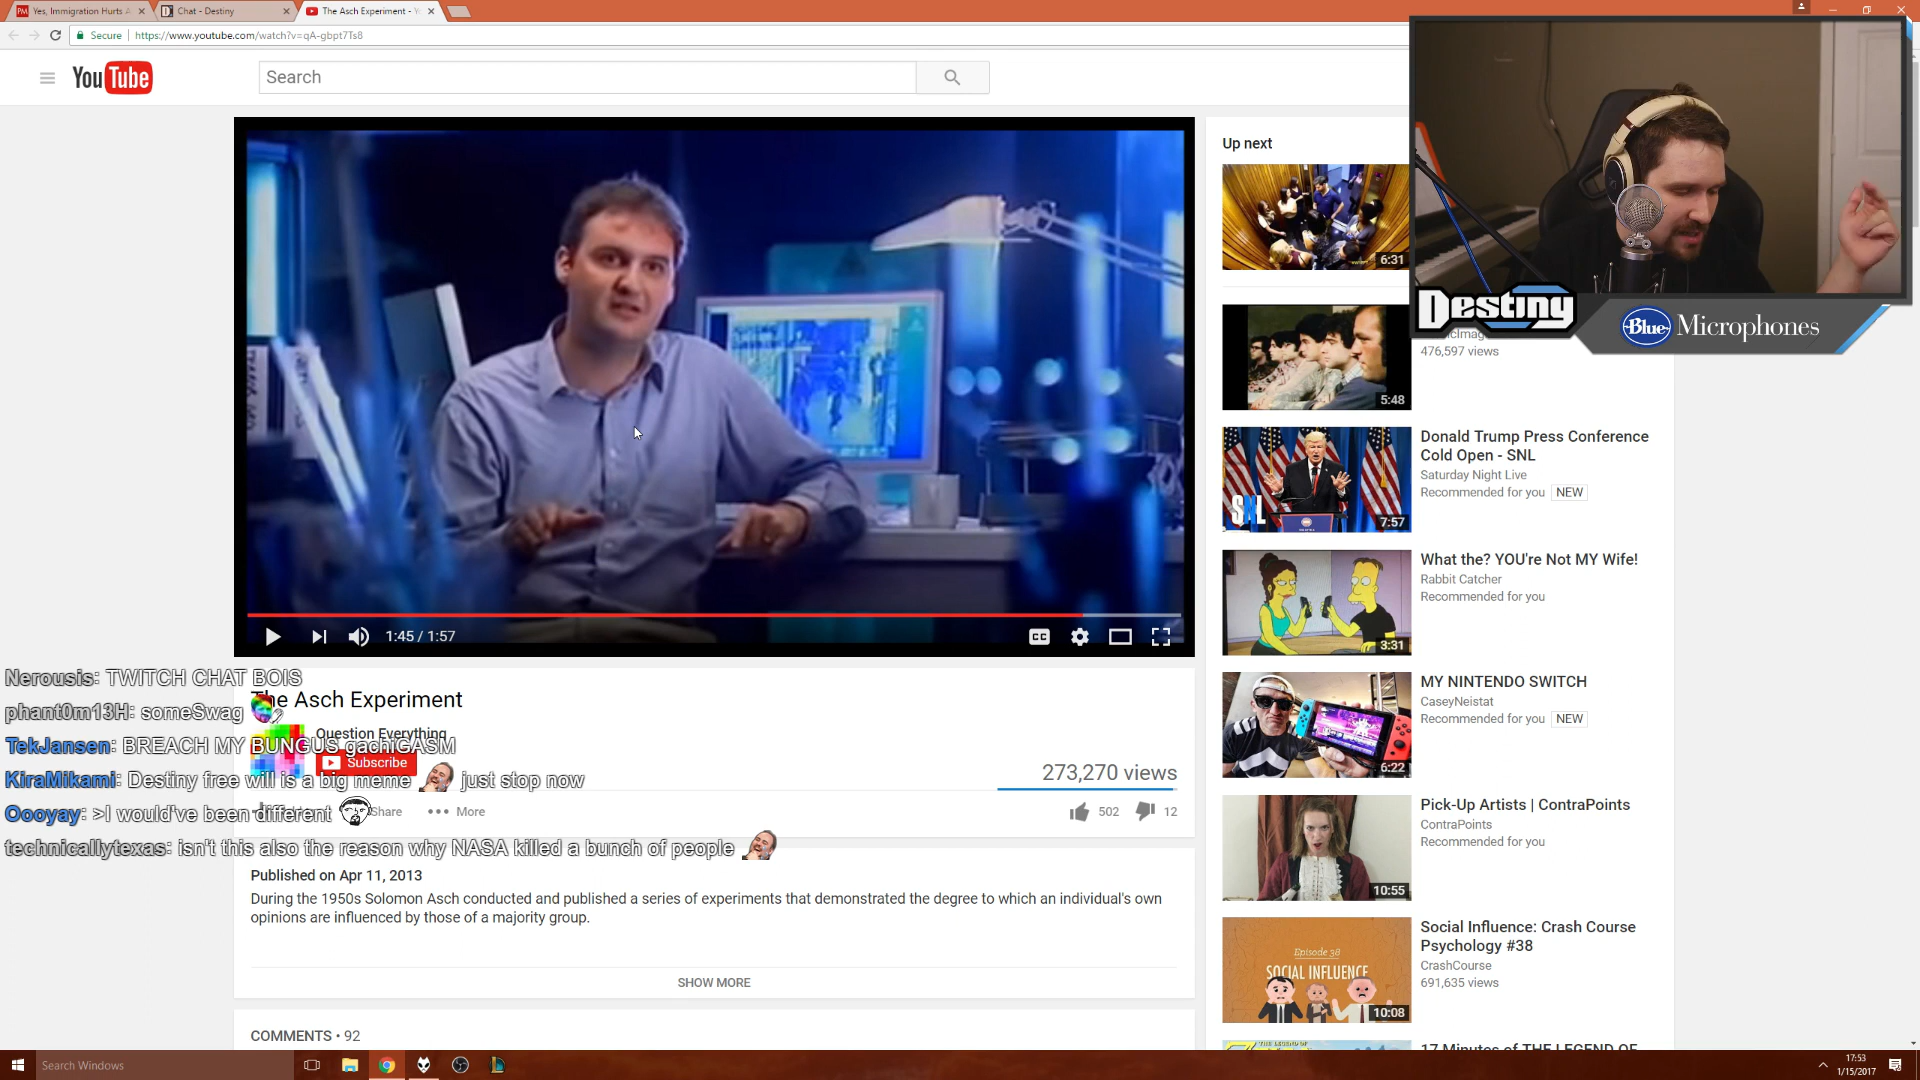 Yes, Immigration Hurts A
Chat - Destiny
The Asch Experiment - Y
Secure
https://www.youtube.com/watch?v=qA-gbpt7Ts8
YouTube
Search
Up next
6:31
476,597 views
5:48
Donald Trump Press Conference
Cold Open - SNL
Saturday Night Live
Recommended for you NEW
SNL
7:57
What the? YOU're Not MY Wife!
Rabbit Catcher
Recommended for you
3:31
MY NINTENDO SWITCH
CaseyNeistat
Recommended for you NEW
6:22
Pick-Up Artists | ContraPoints
ContraPoints
Recommended for you
10:55
Social Influence: Crash Course
Psychology #38
CrashCourse
691,635 views
Episode 38
SOCIAL INFLUENCE
10:08
17 Minutes of THE LEGEND OF
Destiny
Blue Microphones
1:45 / 1:57
CC
Nerousis: TWITCH CHAT BOIS
phant0m13H: someSwag
TekJansen: BREACH MY BUNGUS gachiGASM
KiraMikami: Destiny free will is a big meme just stop now
Oooyay: >I would've been different
technicallytexas: isn't this also the reason why NASA killed a bunch of people
The Asch Experiment
Question Everything
Subscribe
273,270 views
Share
More
502
12
Published on Apr 11, 2013
During the 1950s Solomon Asch conducted and published a series of experiments that demonstrated the degree to which an individual's own
opinions are influenced by those of a majority group.
SHOW MORE
COMMENTS • 92
Search Windows
17:53
1/15/2017